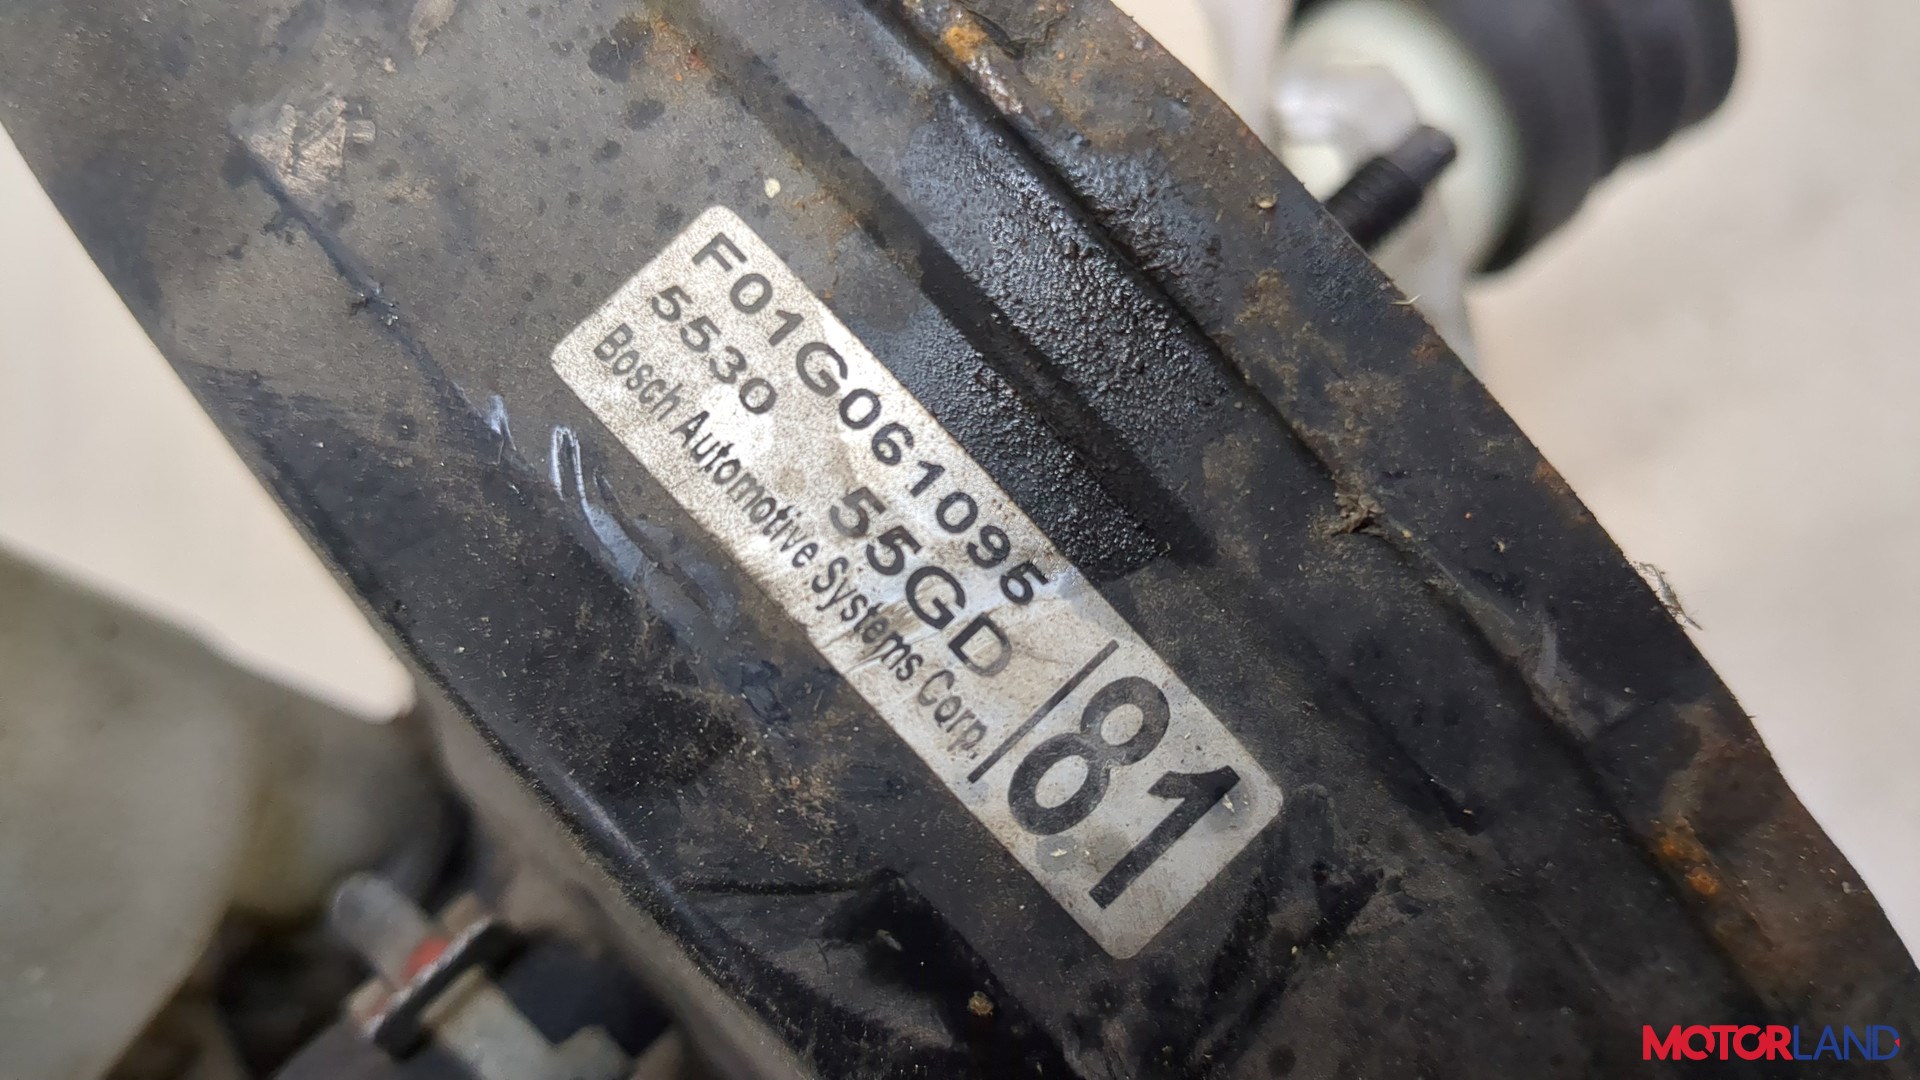 F01G061095
5530 55GD
Bosch Automotive Systems Corp.
81
MOTORLAND